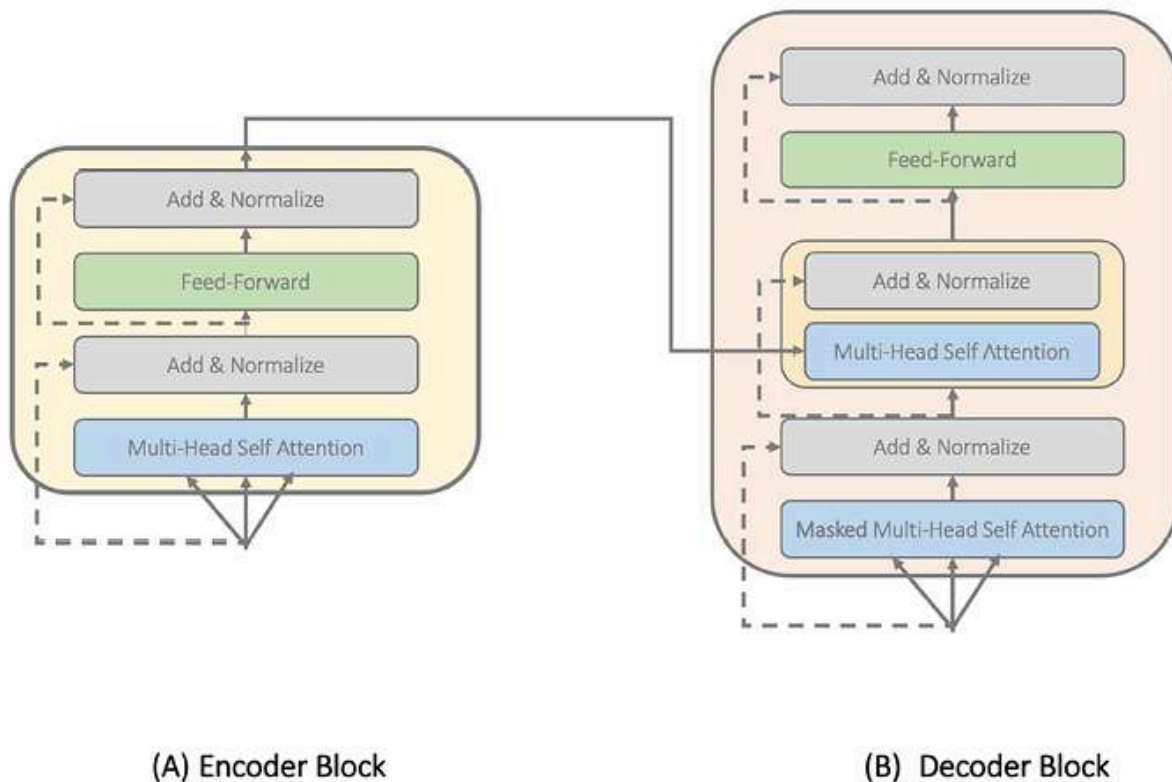 Add & Normalize
Feed-Forward
Add & Normalize
Multi-Head Self Attention
(A) Encoder Block
Add & Normalize
Feed-Forward
Add & Normalize
Multi-Head Self Attention
Add & Normalize
Masked Multi-Head Self Attention
(B) Decoder Block